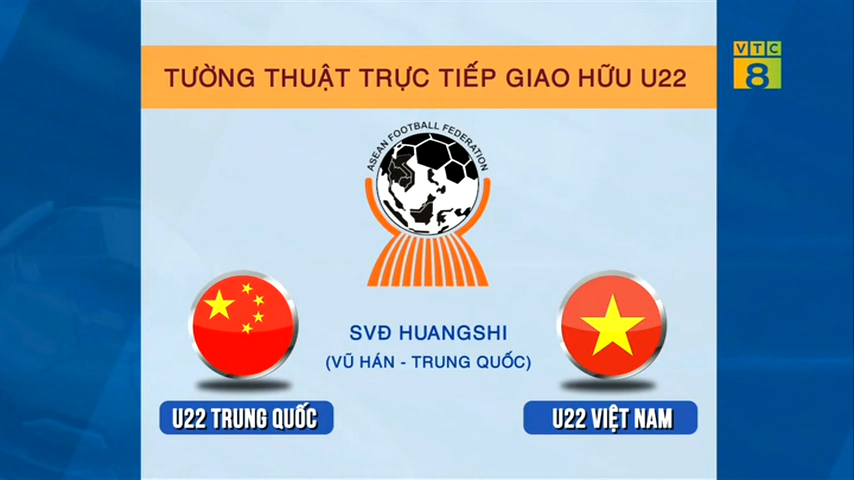 TƯỜNG THUẬT TRỰC TIẾP GIAO HỮU U22
VTC
8
ASEAN FOOTBALL FEDERATION
SVĐ HUANGSHI
(VŨ HÁN - TRUNG QUỐC)
U22 TRUNG QUỐC
U22 VIỆT NAM